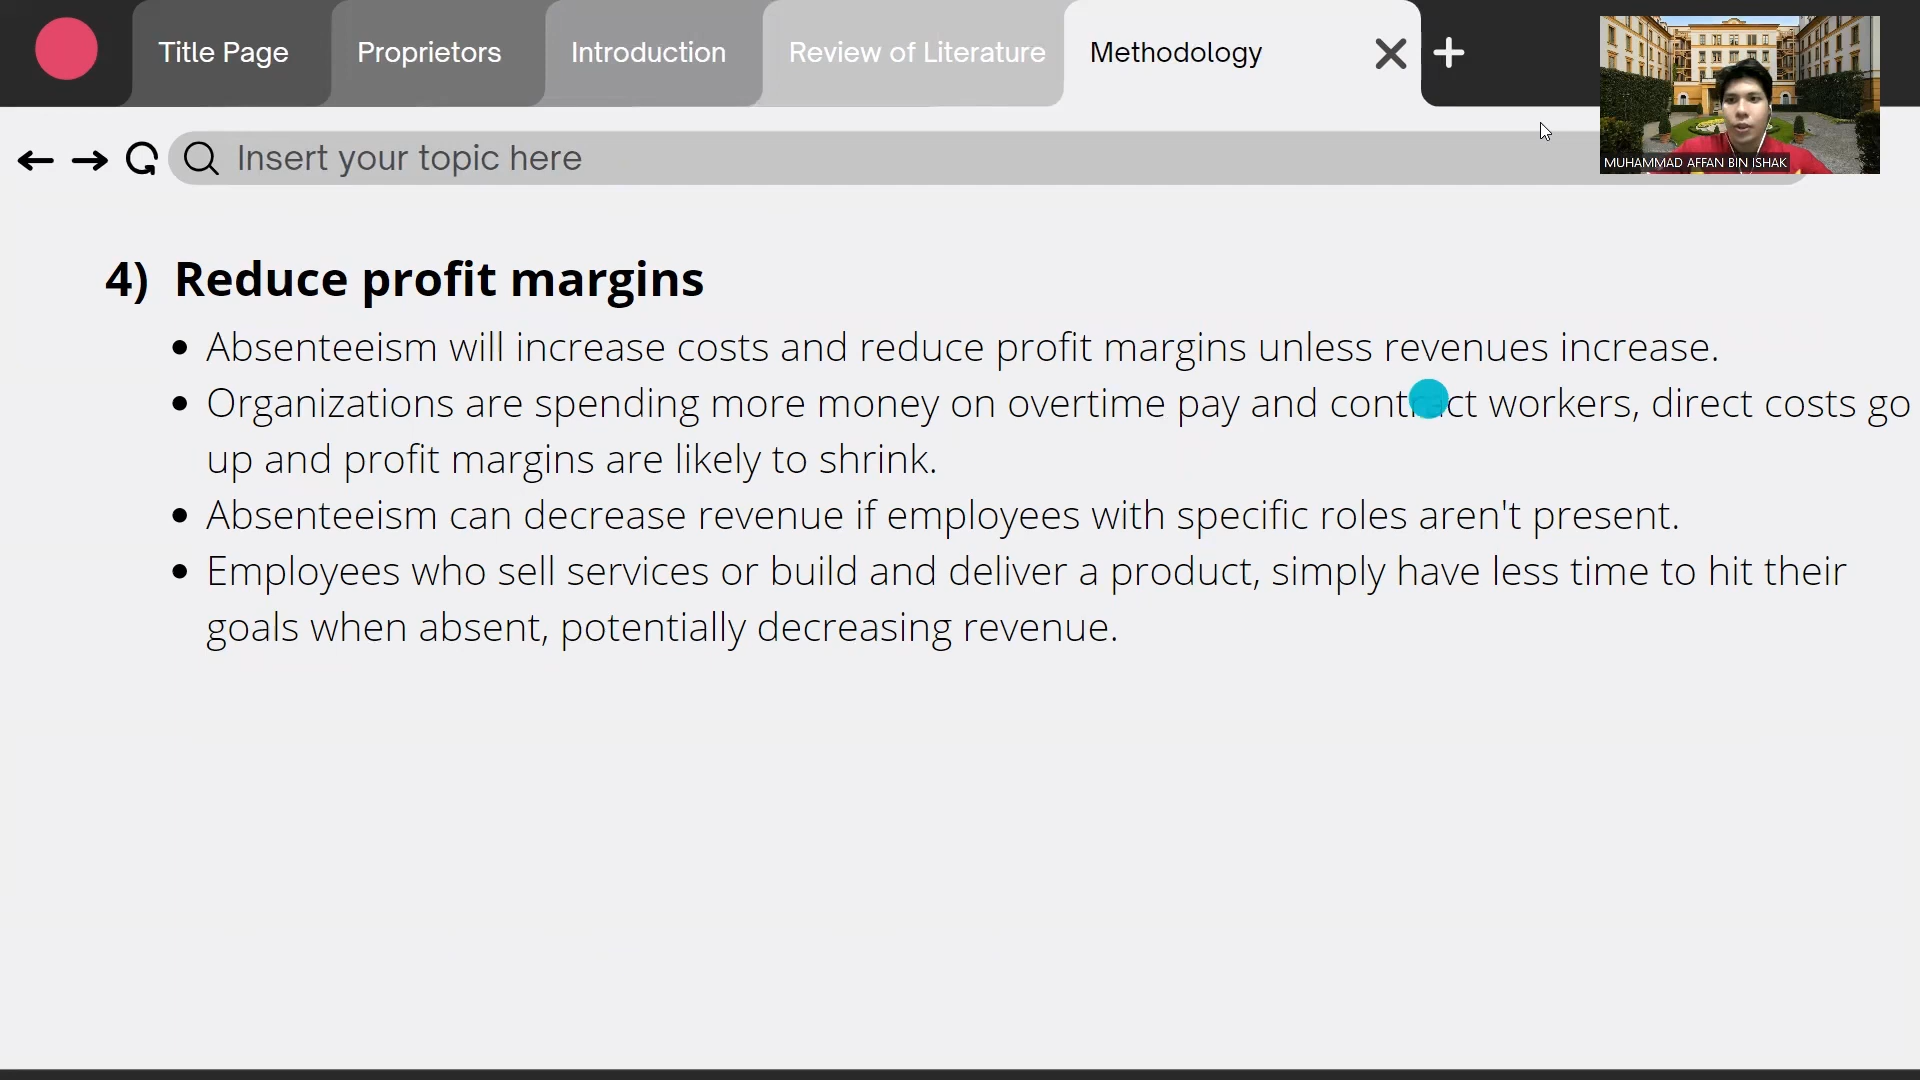 Title Page
Proprietors
Introduction
Review of Literature
Methodology
Insert your topic here
MUHAMMAD AFFAN BIN ISHAK
4) Reduce profit margins
• Absenteeism will increase costs and reduce profit margins unless revenues increase.
• Organizations are spending more money on overtime pay and contract workers, direct costs go
up and profit margins are likely to shrink.
• Absenteeism can decrease revenue if employees with specific roles aren't present.
• Employees who sell services or build and deliver a product, simply have less time to hit their
goals when absent, potentially decreasing revenue.